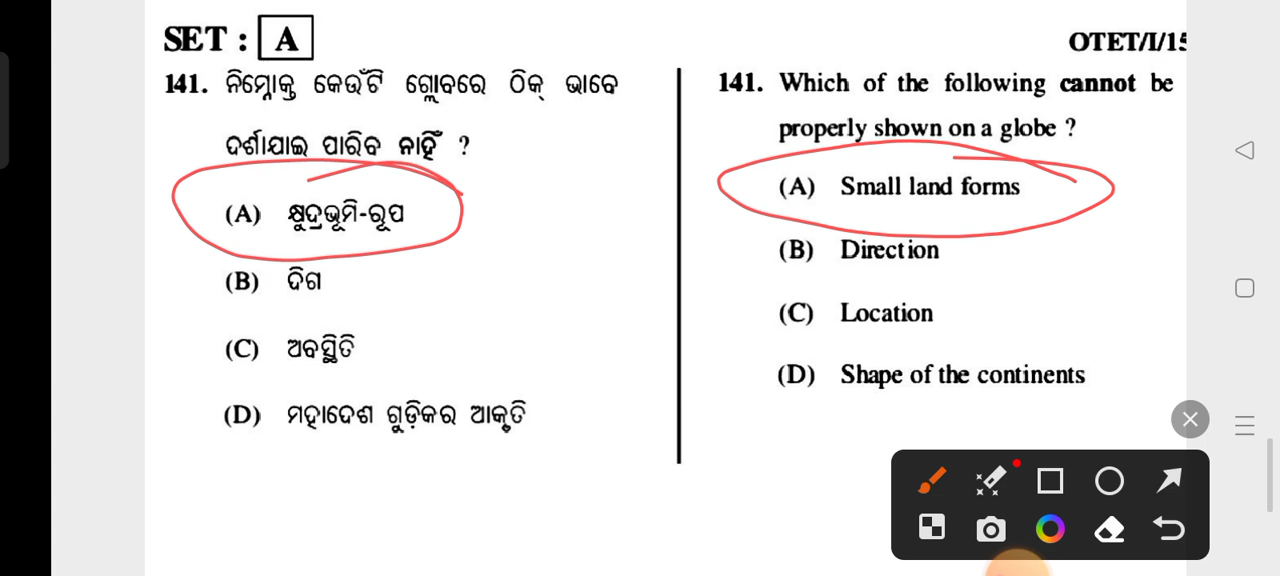 SET : A
OTET/I/15
141. ନିମ୍ନୋକ୍ତ କେଉଁଟି ଗ୍ଲୋବରେ ଠିକ୍ ଭାବେ
ଦର୍ଶାଯାଇ ପାରିବ ନାହିଁ ?
(A) କ୍ଷୁଦ୍ରଭୂମି-ରୂପ
(B) ଦିଗ
(C) ଅବସ୍ଥିତି
(D) ମହାଦେଶ ଗୁଡ଼ିକର ଆକୃତି
141. Which of the following cannot be
properly shown on a globe ?
(A) Small land forms
(B) Direction
(C) Location
(D) Shape of the continents